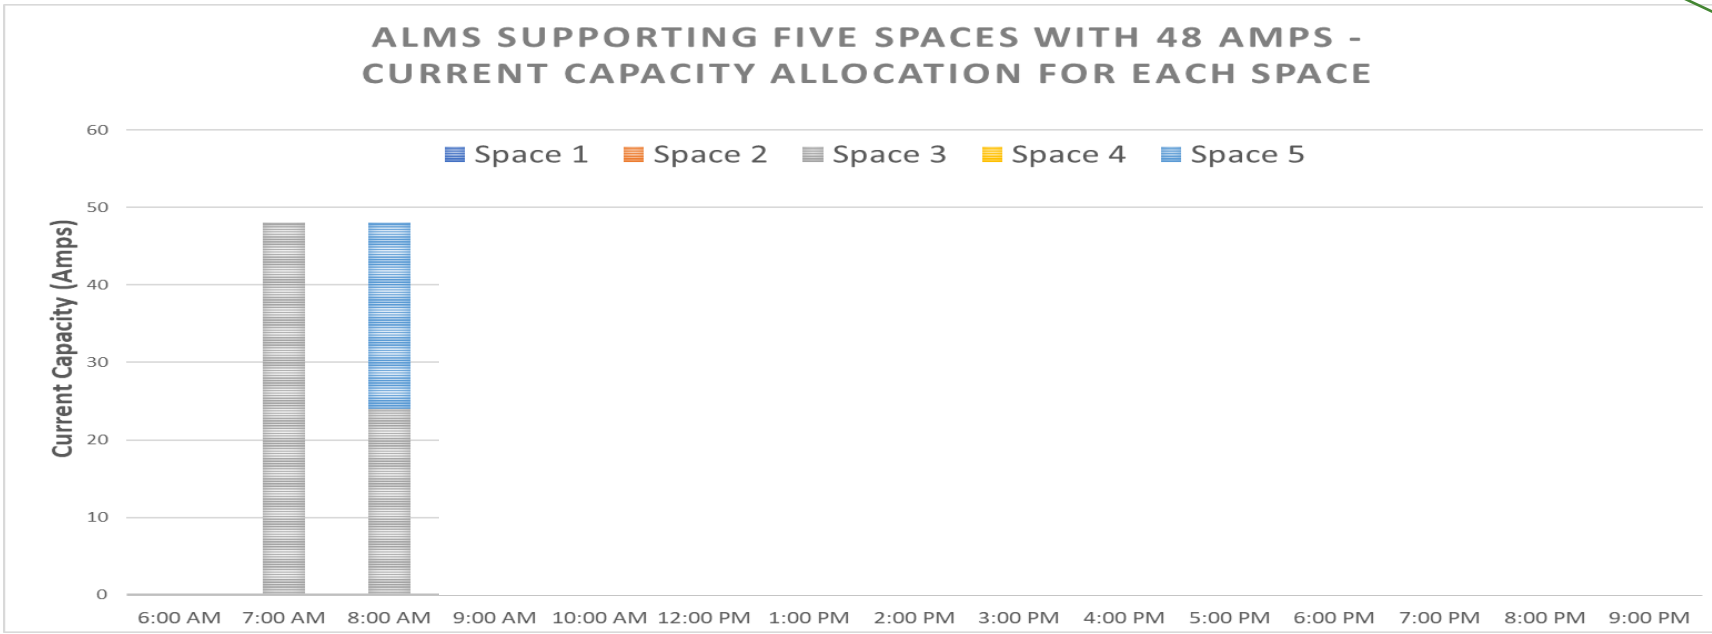 ALMS SUPPORTING FIVE SPACES WITH 48 AMPS -
CURRENT CAPACITY ALLOCATION FOR EACH SPACE
Space 1 Space 2 Space 3 Space 4 Space 5
Current Capacity (Amps)
60
50
40
30
20
10
0
6:00 AM 7:00 AM 8:00 AM 9:00 AM 10:00 AM 12:00 PM 1:00 PM 2:00 PM 3:00 PM 4:00 PM 5:00 PM 6:00 PM 7:00 PM 8:00 PM 9:00 PM